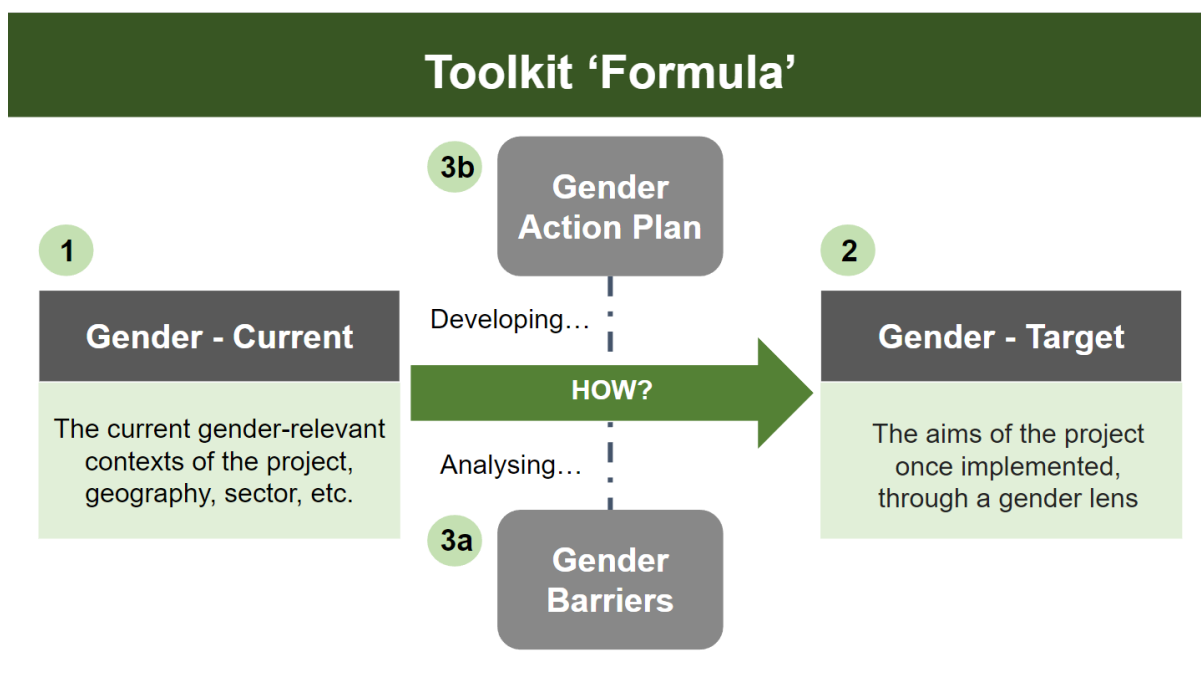 Toolkit ‘Formula’
1
Gender - Current
The current gender-relevant
contexts of the project,
geography, sector, etc.
3b
Gender
Action Plan
Developing…
HOW?
Analysing…
3a
Gender
Barriers
2
Gender - Target
The aims of the project
once implemented,
through a gender lens